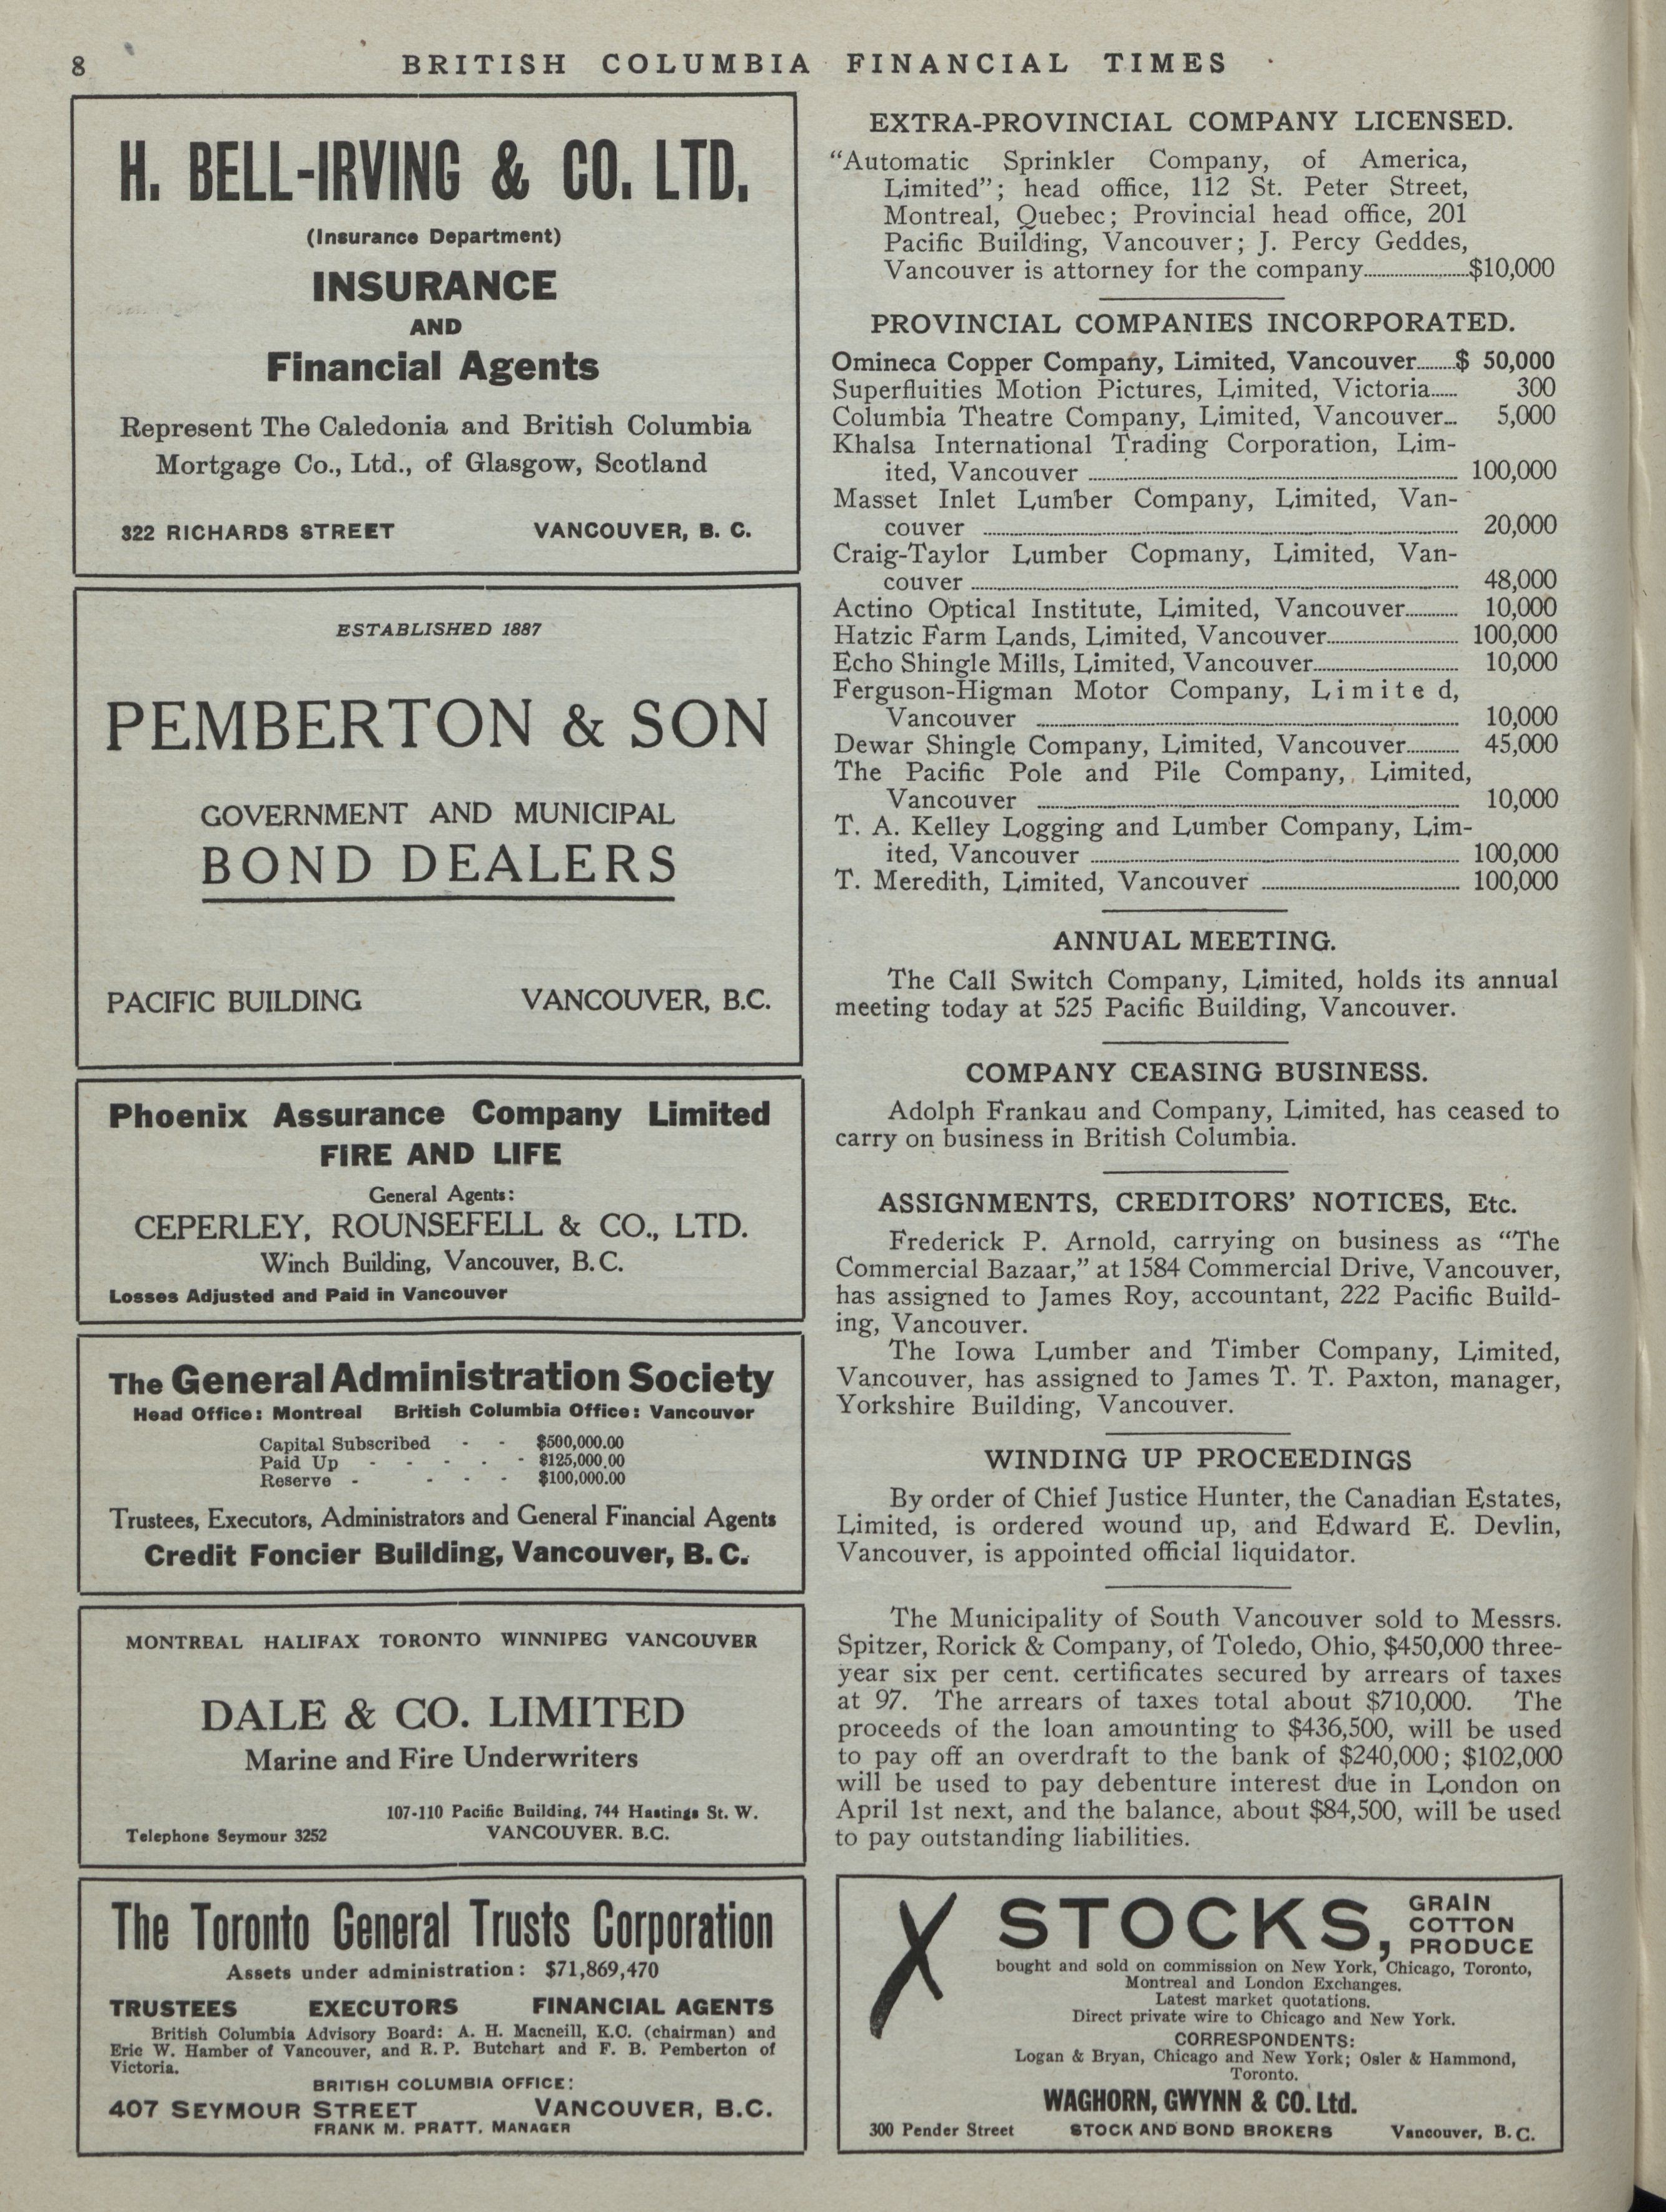 8
BRITISH COLUMBIA FINANCIAL TIMES
H. BELL-IRVING & CO. LTD.
(Insurance Department)
INSURANCE
AND
Financial Agents
Represent The Caledonia and British Columbia
Mortgage Co., Ltd., of Glasgow, Scotland
322 RICHARDS STREET VANCOUVER, B. C.
ESTABLISHED 1887
PEMBERTON & SON
GOVERNMENT AND MUNICIPAL
BOND DEALERS
PACIFIC BUILDING VANCOUVER, B.C.
Phoenix Assurance Company Limited
FIRE AND LIFE
General Agents:
CEPERLEY, ROUNSEFELL & CO., LTD.
Winch Building, Vancouver, B.C.
Losses Adjusted and Paid in Vancouver
The General Administration Society
Head Office: Montreal British Columbia Office: Vancouver
Capital Subscribed - - $500,000.00
Paid Up - - - - - $125,000.00
Reserve - - - - $100,000.00
Trustees, Executors, Administrators and General Financial Agents
Credit Foncier Building, Vancouver, B. C.
MONTREAL HALIFAX TORONTO WINNIPEG VANCOUVER
DALE & CO. LIMITED
Marine and Fire Underwriters
107-110 Pacific Building, 744 Hastings St. W.
Telephone Seymour 3252 VANCOUVER. B.C.
The Toronto General Trusts Corporation
Assets under administration: $71,869,470
TRUSTEES EXECUTORS FINANCIAL AGENTS
British Columbia Advisory Board: A. H. Macneill, K.C. (chairman) and
Eric W. Hamber of Vancouver, and R. P. Butchart and F. B. Pemberton of
Victoria.
BRITISH COLUMBIA OFFICE:
407 SEYMOUR STREET VANCOUVER, B.C.
FRANK M. PRATT, MANAGER
EXTRA-PROVINCIAL COMPANY LICENSED.
"Automatic Sprinkler Company, of America,
Limited"; head office, 112 St. Peter Street,
Montreal, Quebec; Provincial head office, 201
Pacific Building, Vancouver; J. Percy Geddes,
Vancouver is attorney for the company........$10,000
PROVINCIAL COMPANIES INCORPORATED.
Omineca Copper Company, Limited, Vancouver........$ 50,000
Superfluities Motion Pictures, Limited, Victoria...... 300
Columbia Theatre Company, Limited, Vancouver... 5,000
Khalsa International Trading Corporation, Lim-
ited, Vancouver ........ 100,000
Masset Inlet Lumber Company, Limited, Van-
couver ........ 20,000
Craig-Taylor Lumber Copmany, Limited, Van-
couver ........ 48,000
Actino Optical Institute, Limited, Vancouver........ 10,000
Hatzic Farm Lands, Limited, Vancouver........ 100,000
Echo Shingle Mills, Limited, Vancouver........ 10,000
Ferguson-Higman Motor Company, Limited,
Vancouver ........ 10,000
Dewar Shingle Company, Limited, Vancouver........ 45,000
The Pacific Pole and Pile Company, Limited,
Vancouver ........ 10,000
T. A. Kelley Logging and Lumber Company, Lim-
ited, Vancouver ........ 100,000
T. Meredith, Limited, Vancouver ........ 100,000
ANNUAL MEETING.
The Call Switch Company, Limited, holds its annual
meeting today at 525 Pacific Building, Vancouver.
COMPANY CEASING BUSINESS.
Adolph Frankau and Company, Limited, has ceased to
carry on business in British Columbia.
ASSIGNMENTS, CREDITORS' NOTICES, Etc.
Frederick P. Arnold, carrying on business as "The
Commercial Bazaar," at 1584 Commercial Drive, Vancouver,
has assigned to James Roy, accountant, 222 Pacific Build-
ing, Vancouver.
The Iowa Lumber and Timber Company, Limited,
Vancouver, has assigned to James T. T. Paxton, manager,
Yorkshire Building, Vancouver.
WINDING UP PROCEEDINGS
By order of Chief Justice Hunter, the Canadian Estates,
Limited, is ordered wound up, and Edward E. Devlin,
Vancouver, is appointed official liquidator.
The Municipality of South Vancouver sold to Messrs.
Spitzer, Rorick & Company, of Toledo, Ohio, $450,000 three-
year six per cent. certificates secured by arrears of taxes
at 97. The arrears of taxes total about $710,000. The
proceeds of the loan amounting to $436,500, will be used
to pay off an overdraft to the bank of $240,000; $102,000
will be used to pay debenture interest due in London on
April 1st next, and the balance, about $84,500, will be used
to pay outstanding liabilities.
X
STOCKS, GRAIN
COTTON
PRODUCE
bought and sold on commission on New York, Chicago, Toronto,
Montreal and London Exchanges.
Latest market quotations.
Direct private wire to Chicago and New York.
CORRESPONDENTS:
Logan & Bryan, Chicago and New York; Osler & Hammond,
Toronto.
WAGHORN, GWYNN & CO. Ltd.
300 Pender Street STOCK AND BOND BROKERS Vancouver, B. C.